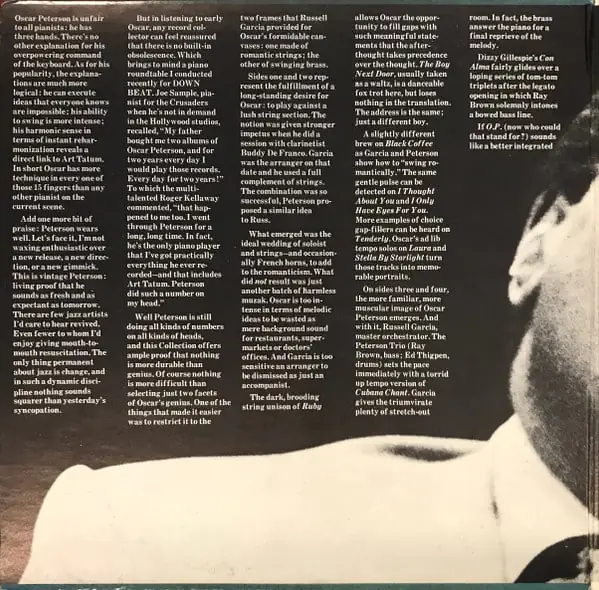 Oscar Peterson is unfair
to all pianists: he has
three hands. There's no
other explanation for his
overpowering command
of the keyboard. As for his
popularity, the explana-
tions are much more
logical: he can execute
ideas that everyone knows
are impossible; his ability
to swing is more intense;
his harmonic sense in
terms of instant rehar-
monization reveals a
direct link to Art Tatum.
In short Oscar has more
technique in every one of
those 15 fingers than any
other pianist on the
current scene.
Add one more bit of
praise: Peterson wears
well. Let's face it, I'm not
waxing enthusiastic over
a new release, a new direc-
tion, or a new gimmick.
This is vintage Peterson:
living proof that he
sounds as fresh and as
expectant as tomorrow.
There are few jazz artists
I'd care to hear revived.
Even fewer to whom I'd
enjoy giving mouth-to-
mouth resuscitation. The
only thing permanent
about jazz is change, and
in such a dynamic disci-
pline nothing sounds
squarer than yesterday's
syncopation.
But in listening to early
Oscar, any record col-
lector can feel reassured
that there is no built-in
obsolescence. Which
brings to mind a piano
roundtable I conducted
recently for DOWN
BEAT. Joe Sample, pia-
nist for the Crusaders
when he's not in demand
in the Hollywood studios,
recalled, "My father
bought me two albums of
Oscar Peterson, and for
two years every day I
would play those records.
Every day for two years!"
To which the multi-
talented Roger Kellaway
commented, "that hap-
pened to me too. I went
through Peterson for a
long, long time. In fact,
he's the only piano player
that I've got practically
everything he ever re-
corded—and that includes
Art Tatum. Peterson
did such a number on
my head."
Well Peterson is still
doing all kinds of numbers
on all kinds of heads,
and this Collection offers
ample proof that nothing
is more durable than
genius. Of course nothing
is more difficult than
selecting just two facets
of Oscar's genius. One of the
things that made it easier
was to restrict it to the
two frames that Russell
Garcia provided for
Oscar's formidable can-
vases: one made of
romantic strings; the
other of swinging brass.
Sides one and two rep-
resent the fulfillment of a
long-standing desire for
Oscar: to play against a
lush string section. The
notion was given stronger
impetus when he did a
session with clarinetist
Buddy De Franco. Garcia
was the arranger on that
date and he used a full
complement of strings.
The combination was so
successful, Peterson pro-
posed a similar idea
to Russ.
What emerged was the
ideal wedding of soloist
and strings—and occasion-
ally French horns, to add
to the romanticism. What
did not result was just
another batch of harmless
muzak. Oscar is too in-
tense in terms of melodic
ideas to be wasted as
mere background sound
for restaurants, super-
markets or doctors'
offices. And Garcia is too
sensitive an arranger to
be dismissed as just an
accompanist.
The dark, brooding
string unison of Ruby
allows Oscar the oppor-
tunity to fill gaps with
such meaningful state-
ments that the after-
thought takes precedence
over the thought. The Boy
Next Door, usually taken
as a waltz, is a danceable
fox trot here, but loses
nothing in the translation.
The address is the same;
just a different boy.
A slightly different
brew on Black Coffee
as Garcia and Peterson
show how to "swing ro-
mantically." The same
gentle pulse can be
detected on I Thought
About You and I Only
Have Eyes For You.
More examples of choice
gap-fillers can be heard on
Tenderly. Oscar's ad lib
tempo solos on Laura and
Stella By Starlight turn
those tracks into memo-
rable portraits.
On sides three and four,
the more familiar, more
muscular image of Oscar
Peterson emerges. And
with it, Russell Garcia,
master orchestrator. The
Peterson Trio (Ray
Brown, bass; Ed Thigpen,
drums) sets the pace
immediately with a torrid
up tempo version of
Cubana Chant. Garcia
gives the triumvirate
plenty of stretch-out
room. In fact, the brass
answer the piano for a
final reprieve of the
melody.
Dizzy Gillespie's Con
Alma fairly glides over a
loping series of tom-tom
triplets after the legato
opening in which Ray
Brown solemnly intones
a bowed bass line.
If O.P. (now who could
that stand for?) sounds
like a better integrated